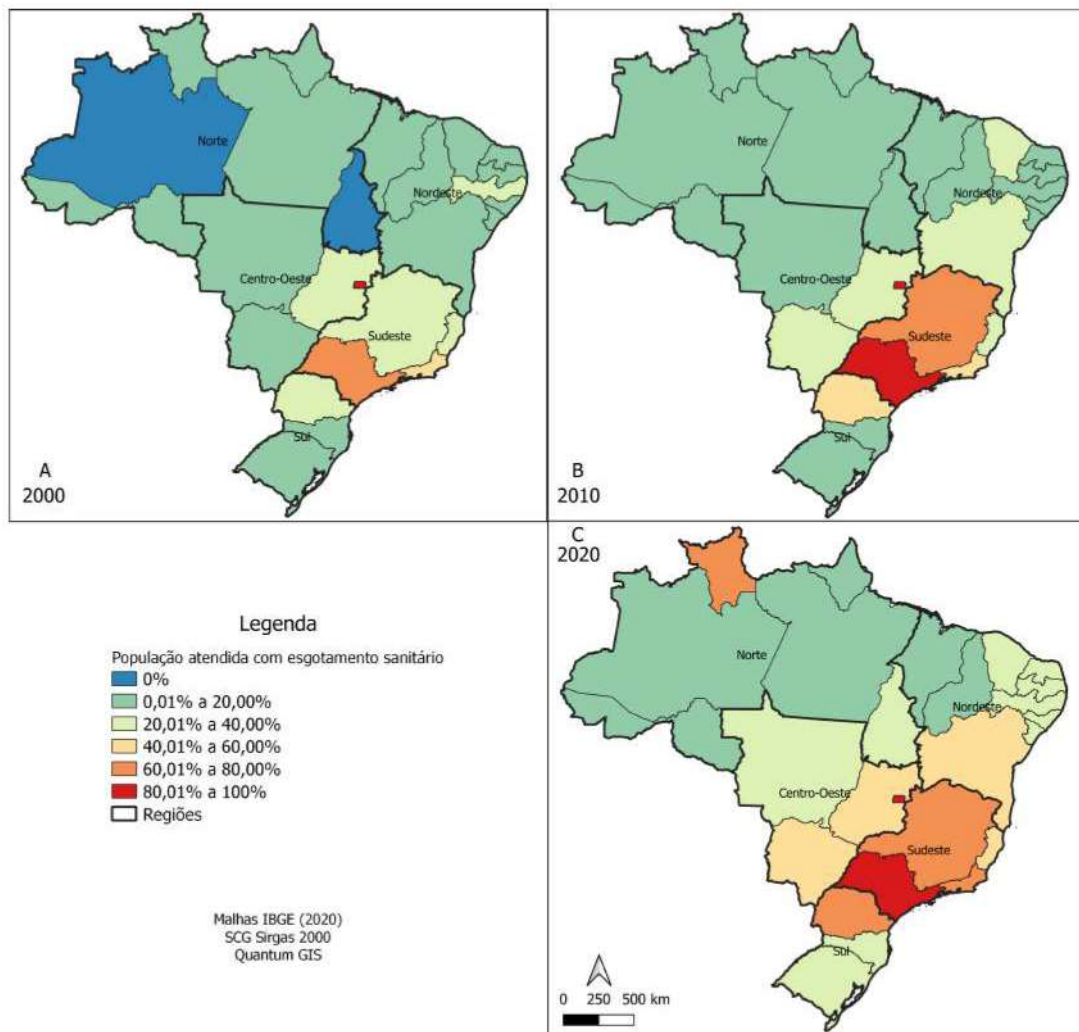 Norte
Nordeste
Centro-Oeste
Sudeste
Sul
A
2000
Norte
Nordeste
Centro-Oeste
Sudeste
Sul
B
2010
Legenda
População atendida com esgotamento sanitário
0%
0,01% a 20,00%
20,01% a 40,00%
40,01% a 60,00%
60,01% a 80,00%
80,01% a 100%
Regiões
Malhas IBGE (2020)
SCG Sirgas 2000
Quantum GIS
C
2020
Norte
Nordeste
Centro-Oeste
Sudeste
Sul
0 250 500 km